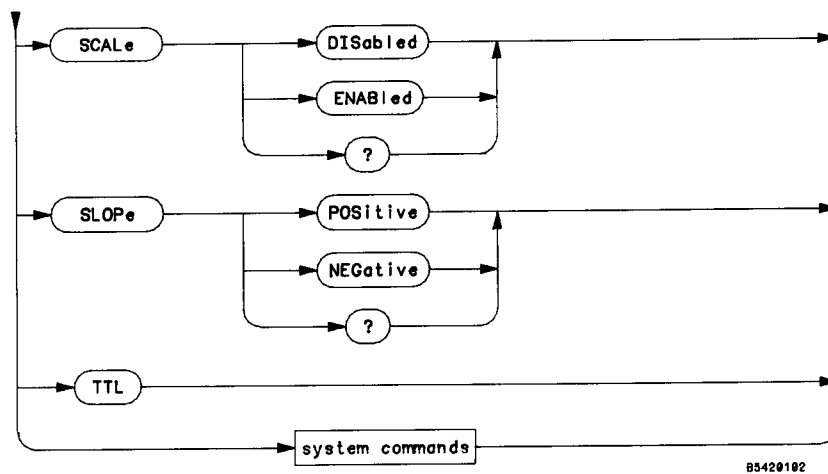 SCALe DISabled
ENABled
?
SLOPe POSitive
NEGative
?
TTL
system commands
B5420102